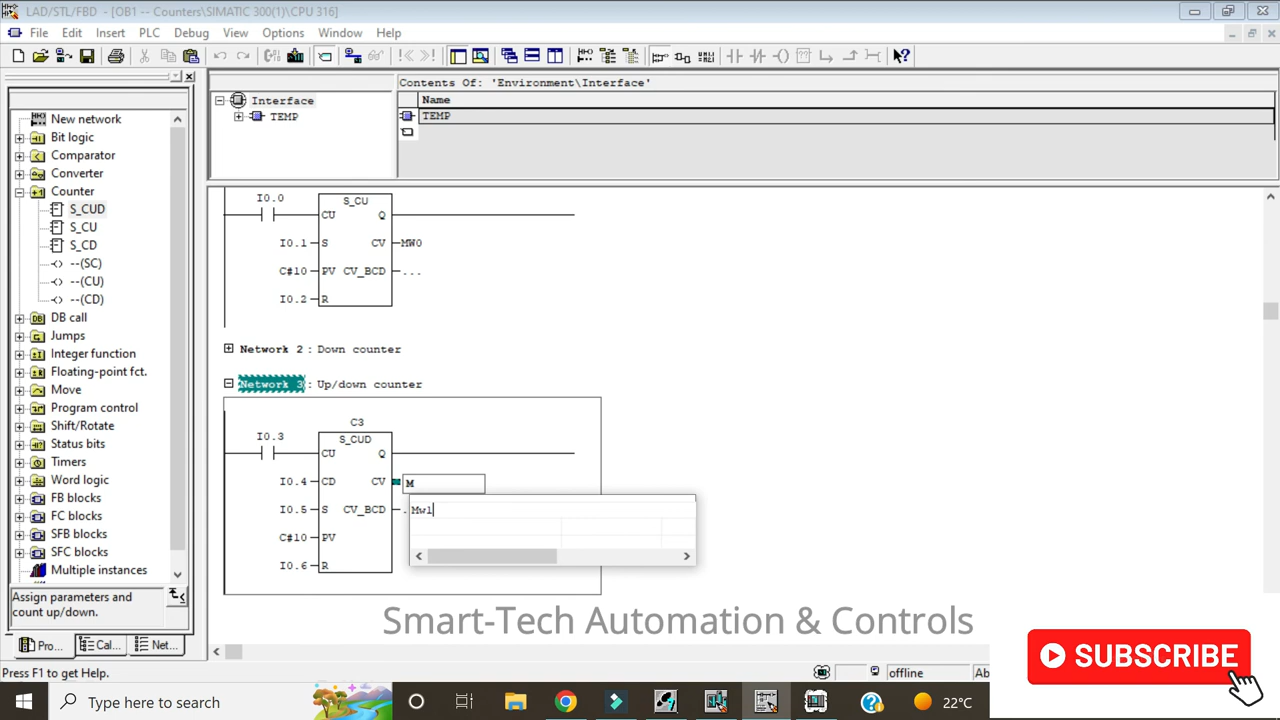 LAD/STL/FBD - [OB1 -- Counters\SIMATIC 300(1)\CPU 316]
File Edit Insert PLC Debug View Options Window Help
Contents Of: 'Environment\Interface'
Interface
TEMP
Name
TEMP
New network
Bit logic
Comparator
Converter
Counter
S_CUD
S_CU
S_CD
--(SC)
--(CU)
--(CD)
DB call
Jumps
Integer function
Floating-point fct.
Move
Program control
Shift/Rotate
Status bits
Timers
Word logic
FB blocks
FC blocks
SFB blocks
SFC blocks
Multiple instances
Assign parameters and
count up/down.
Pro... Cal... Net...
I0.0 S_CU
CU Q
I0.1 S CV MW0
C#10 PV CV_BCD ...
I0.2 R
Network 2 : Down counter
Network 3 : Up/down counter
C3
I0.3 S_CUD
CU Q
I0.4 CD CV M
I0.5 S CV_BCD . Mw1
C#10 PV
I0.6 R
Smart-Tech Automation & Controls
SUBSCRIBE
Press F1 to get Help.
offline Ab
Type here to search
22°C